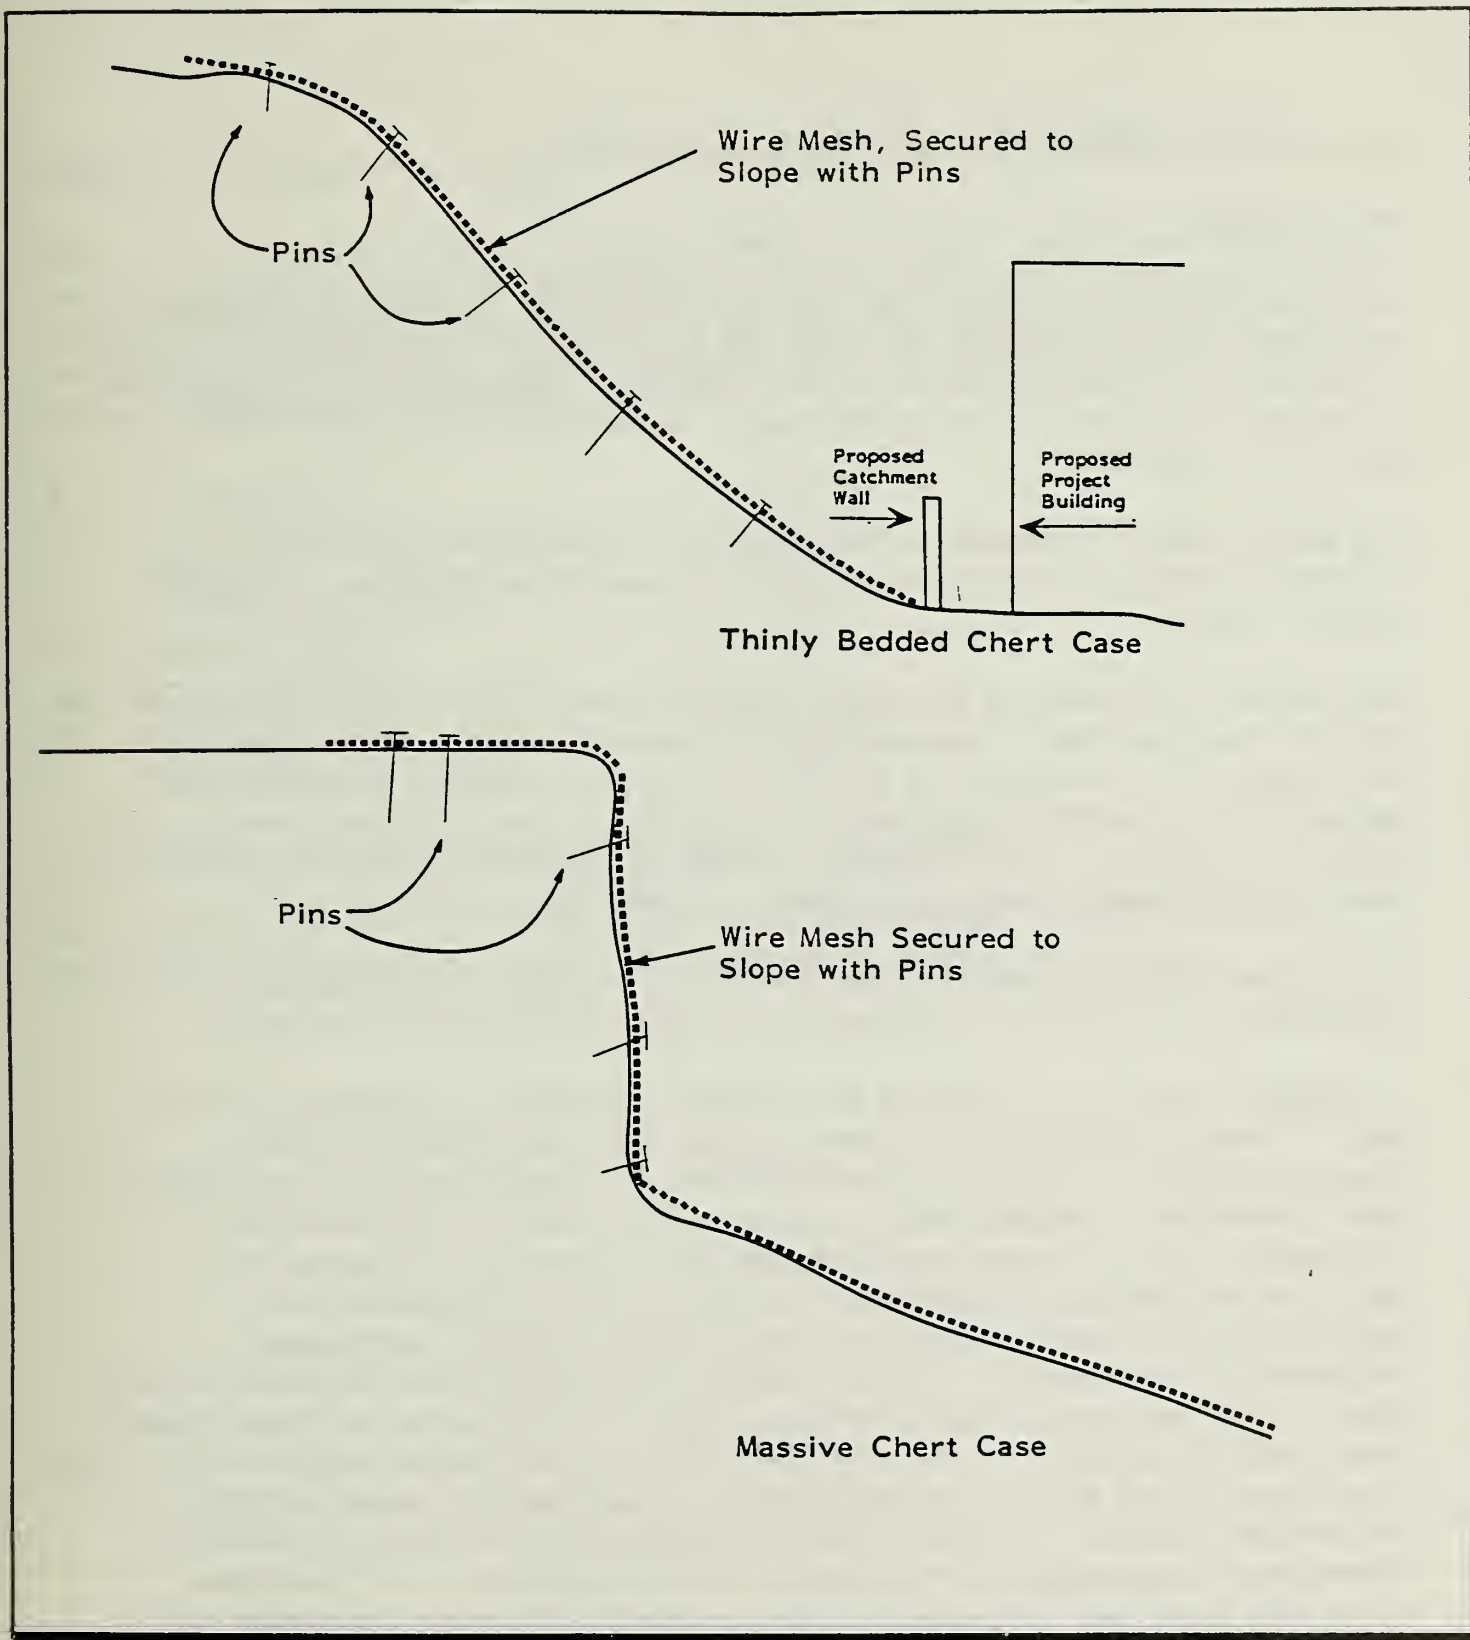 Wire Mesh, Secured to
Slope with Pins
Pins
Proposed
Catchment
Wall
Proposed
Project
Building
Thinly Bedded Chert Case
Pins
Wire Mesh Secured to
Slope with Pins
Massive Chert Case